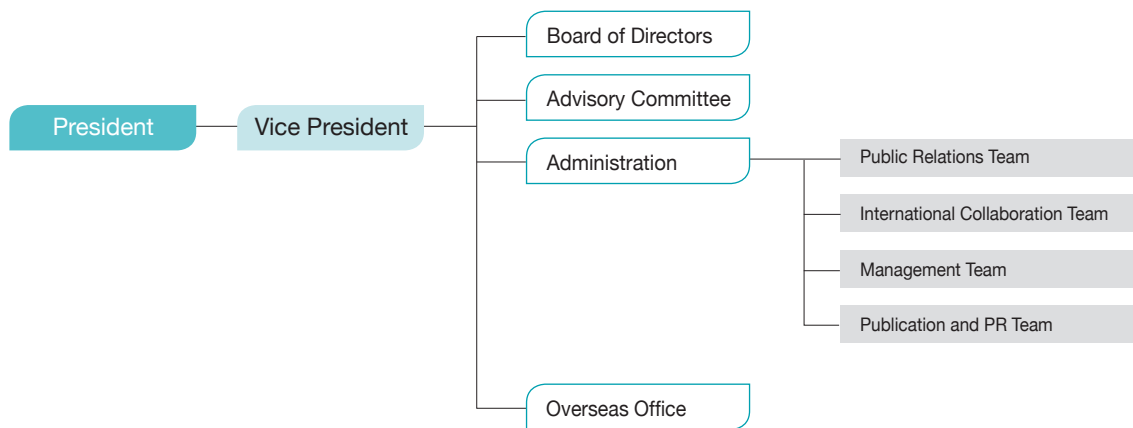 President
Vice President
Board of Directors
Advisory Committee
Administration
Public Relations Team
International Collaboration Team
Management Team
Publication and PR Team
Overseas Office